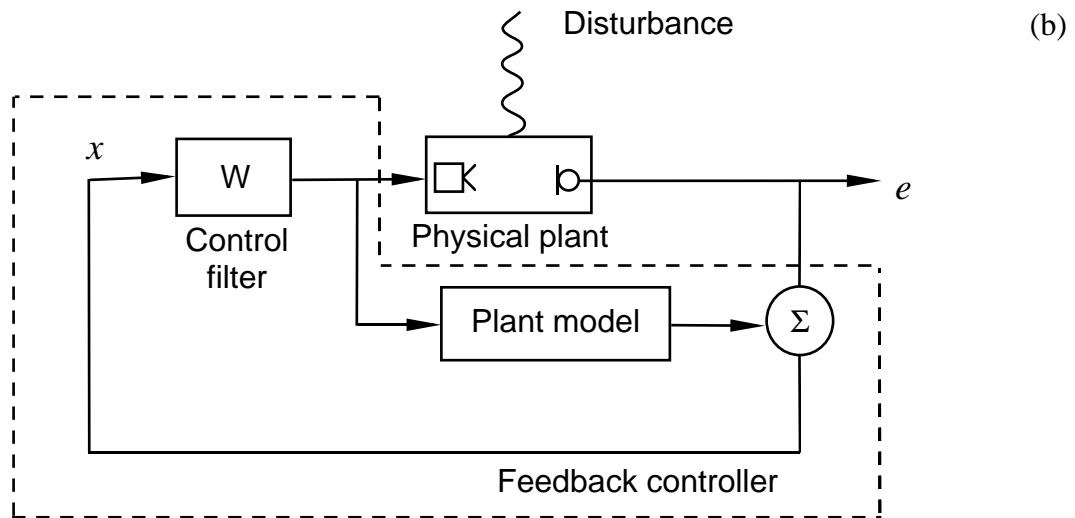 Disturbance
(b)
x
W
Control
filter
Physical plant
e
Plant model
Σ
Feedback controller